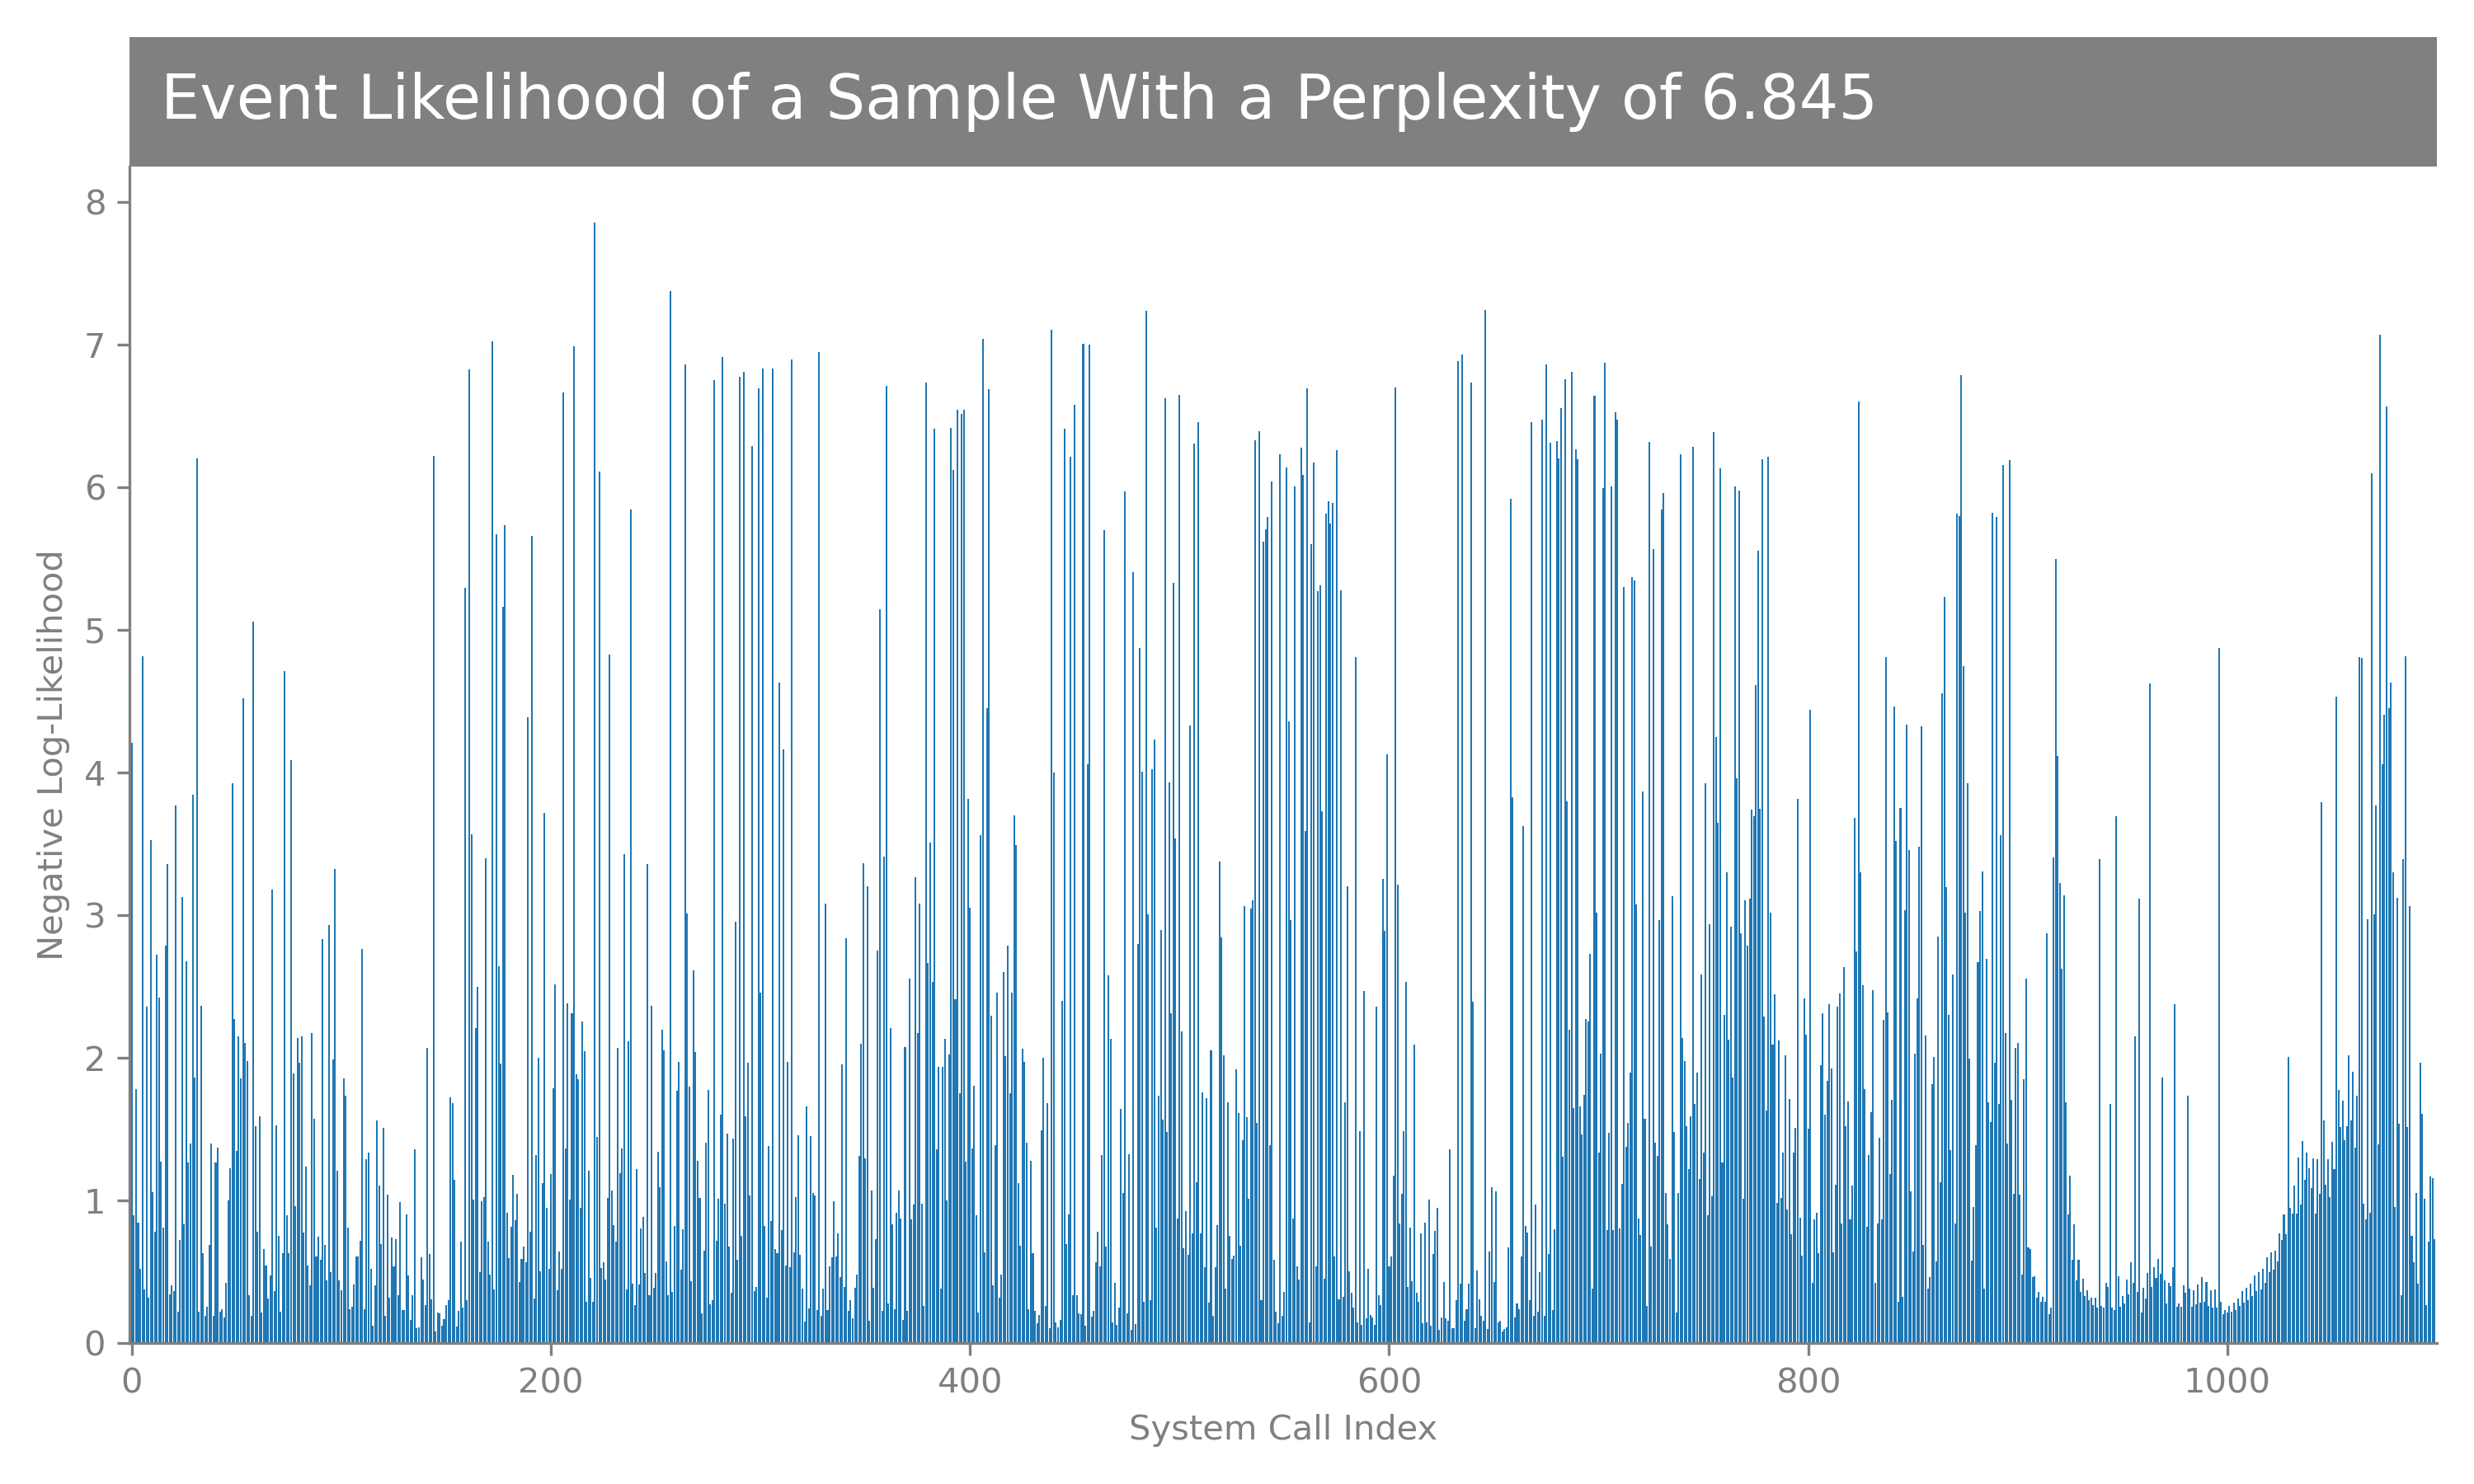 Event Likelihood of a Sample With a Perplexity of 6.845
8
7
6
5
4
3
2
1
0
Negative Log-Likelihood
0 200 400 600 800 1000
System Call Index